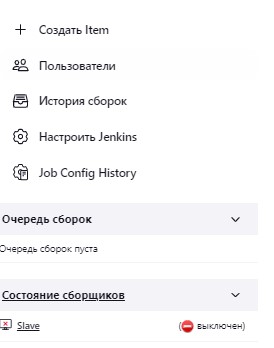 Создать Item
Пользователи
История сборок
Настроить Jenkins
Job Config History
Очередь сборок
Очередь сборок пуста
Состояние сборщиков
Slave (выключен)